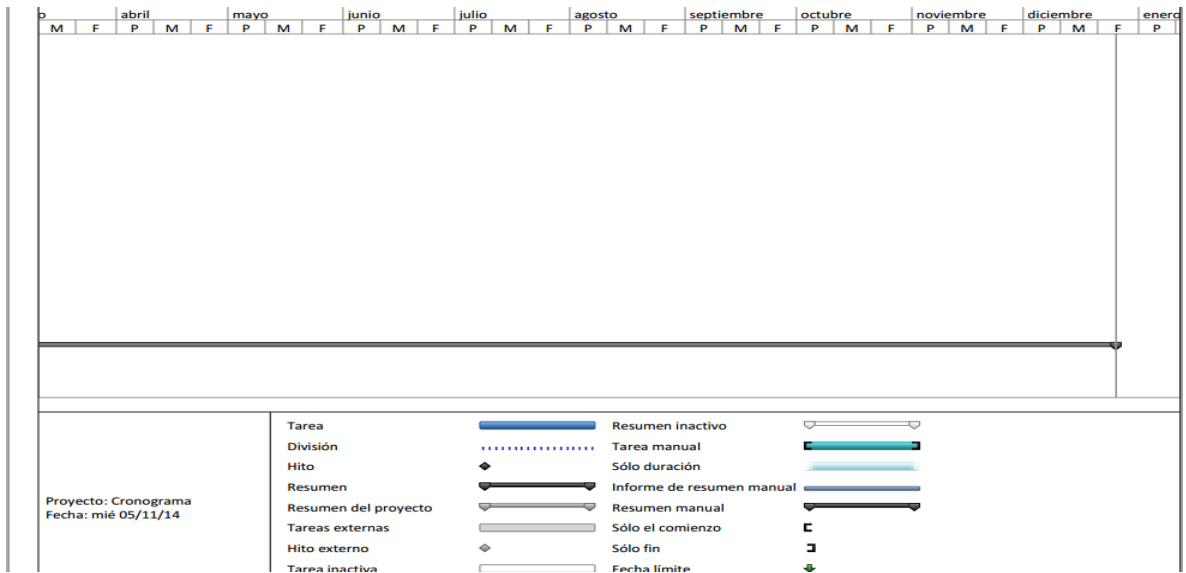 o abril mayo junio julio agosto septiembre octubre noviembre diciembre enero
M F P M F P M F P M F P M F P M F P M F P M F P M F P M F P
Tarea
División
Hito
Resumen
Resumen del proyecto
Tareas externas
Hito externo
Tarea inactiva
Resumen inactivo
Tarea manual
Sólo duración
Informe de resumen manual
Resumen manual
Sólo el comienzo
Sólo fin
Fecha límite
Proyecto: Cronograma
Fecha: mié 05/11/14